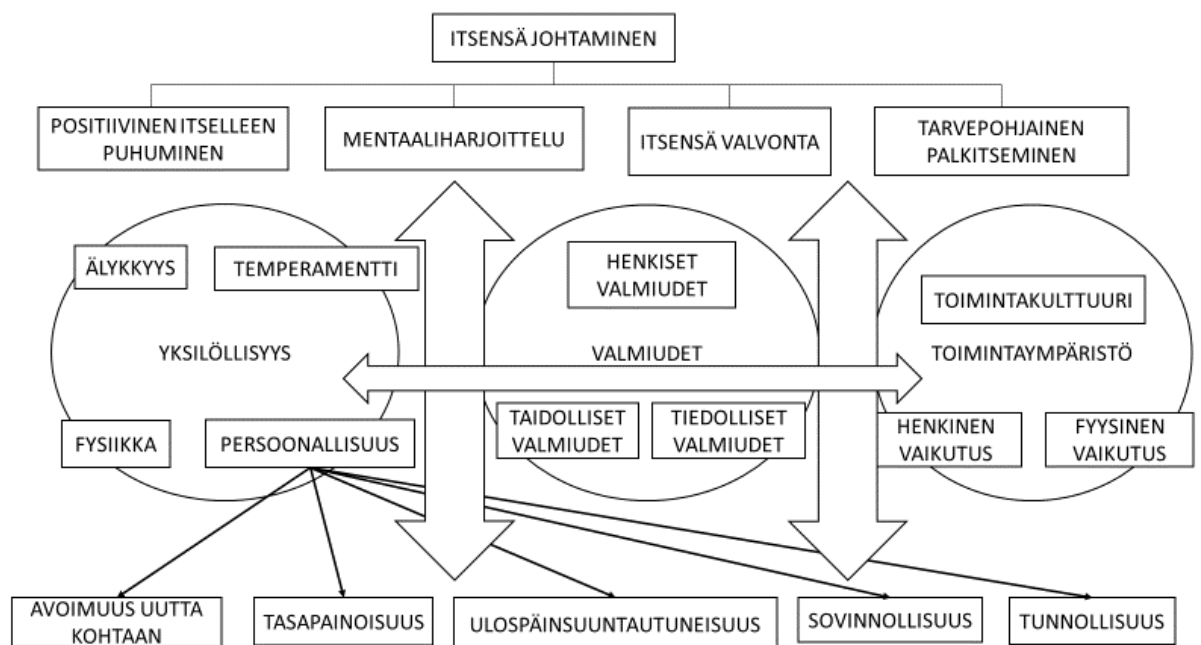 ITSENSÄ JOHTAMINEN
POSITIIVINEN ITSELLEEN
PUHUMINEN
MENTAALIHARJOITTELU
ITSENSÄ VALVONTA
TARVEPOHJAINEN
PALKITSEMINEN
ÄLYKKYYS
TEMPERAMENTTI
YKSILÖLLISYYS
FYSIIKKA
PERSOONALLISUUS
HENKISET
VALMIUDET
VALMIUDET
TAIDOLLISET
VALMIUDET
TIEDOLLISET
VALMIUDET
TOIMINTAKULTTUURI
TOIMINTAYMPÄRISTÖ
HENKINEN
VAIKUTUS
FYYSINEN
VAIKUTUS
AVOIMUUS UUTTA
KOHTAAN
TASAPAINOISUUS
ULOSPÄINSUUNTAUTUNEISUUS
SOVINNOLLISUUS
TUNNOLLISUUS